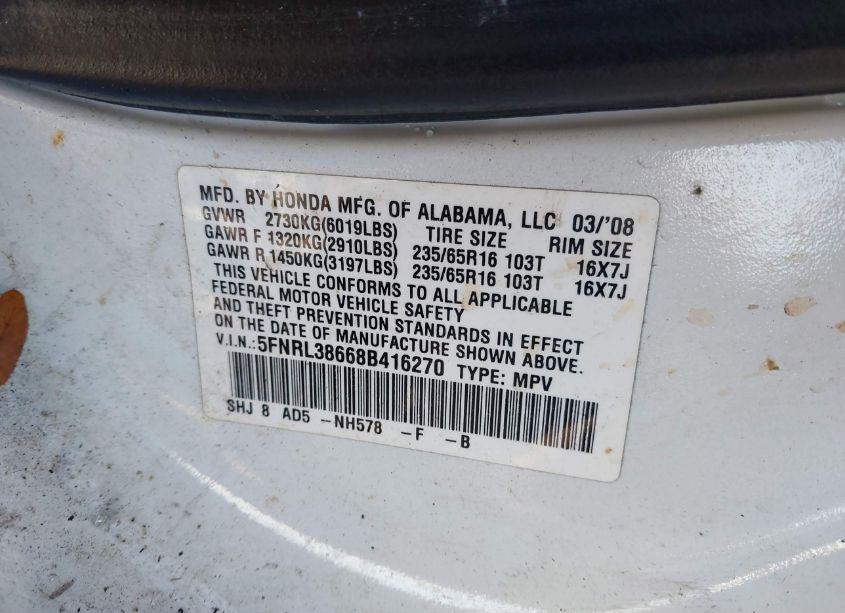 MFD. BY HONDA MFG. OF ALABAMA, LLC 03/'08
GVWR 2730KG(6019LBS) TIRE SIZE RIM SIZE
GAWR F 1320KG(2910LBS) 235/65R16 103T 16X7J
GAWR R 1450KG(3197LBS) 235/65R16 103T 16X7J
THIS VEHICLE CONFORMS TO ALL APPLICABLE
FEDERAL MOTOR VEHICLE SAFETY
AND THEFT PREVENTION STANDARDS IN EFFECT
ON THE DATE OF MANUFACTURE SHOWN ABOVE.
V.I.N.:5FNRL38668B416270 TYPE: MPV
SHJ 8 AD5 -NH578 -F -B